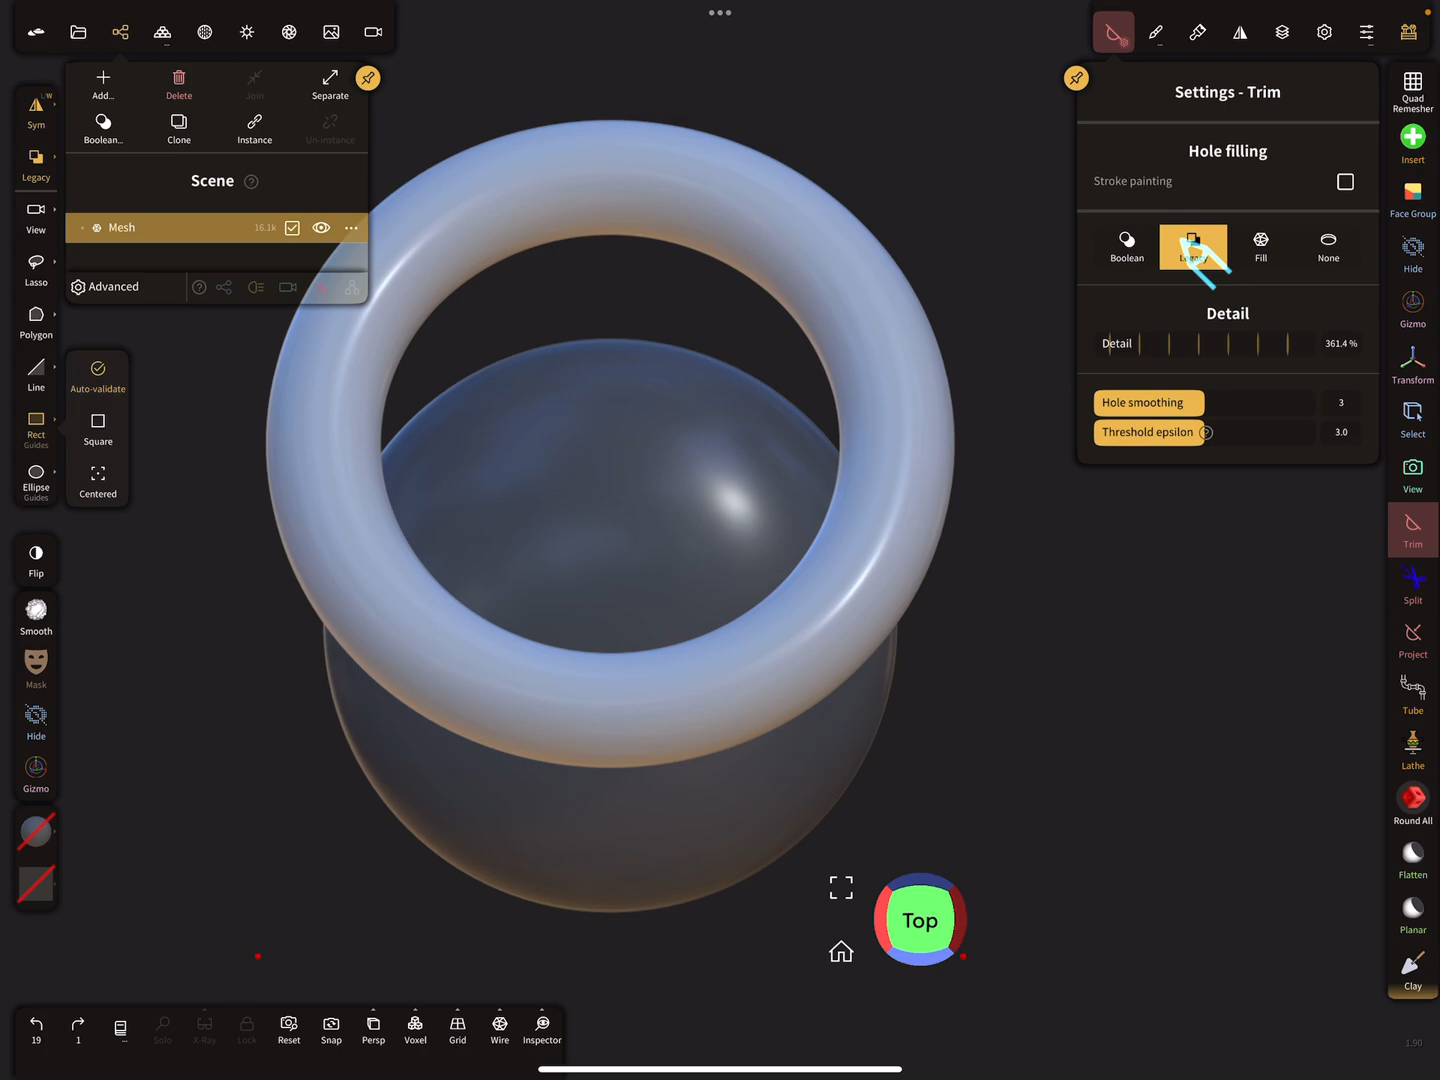 Add...
Delete
Join
Separate
Boolean...
Clone
Instance
Un-instance
Scene
Mesh
16.1k
Advanced
L/W
Sym
Legacy
View
Lasso
Polygon
Line
Rect
Guides
Ellipse
Guides
Auto-validate
Square
Centered
Flip
Smooth
Mask
Hide
Gizmo
Settings - Trim
Hole filling
Stroke painting
Boolean
Legacy
Fill
None
Detail
Detail
361.4 %
Hole smoothing
3
Threshold epsilon
3.0
Quad
Remesher
Insert
Face Group
Hide
Gizmo
Transform
Select
View
Trim
Split
Project
Tube
Lathe
Round All
Flatten
Planar
Clay
Top
19
1
Solo
X-Ray
Lock
Reset
Snap
Persp
Voxel
Grid
Wire
Inspector
1.90